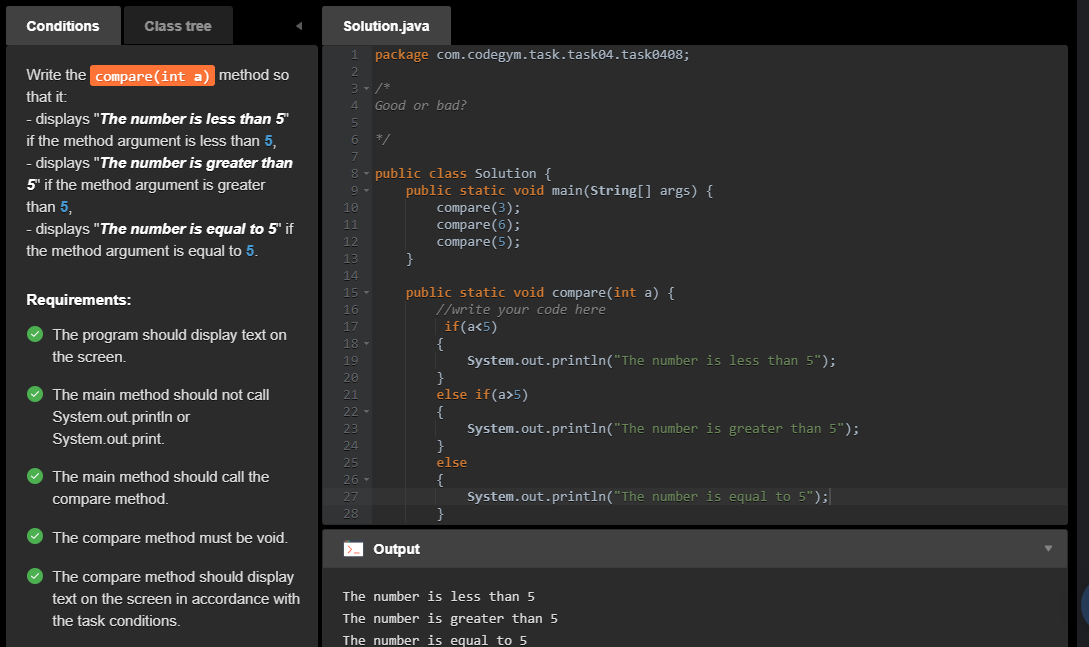 Conditions
Class tree
Write the compare(int a) method so
that it:
- displays "The number is less than 5"
if the method argument is less than 5,
- displays "The number is greater than
5" if the method argument is greater
than 5,
- displays "The number is equal to 5" if
the method argument is equal to 5.
Requirements:
The program should display text on
the screen.
The main method should not call
System.out.println or
System.out.print.
The main method should call the
compare method.
The compare method must be void.
The compare method should display
text on the screen in accordance with
the task conditions.
Solution.java
1 package com.codegym.task.task04.task0408;
2
3 /*
4 Good or bad?
5
6 */
7
8 public class Solution {
9 public static void main(String[] args) {
10 compare(3);
11 compare(6);
12 compare(5);
13 }
14
15 public static void compare(int a) {
16 //write your code here
17 if(a<5)
18 {
19 System.out.println("The number is less than 5");
20 }
21 else if(a>5)
22 {
23 System.out.println("The number is greater than 5");
24 }
25 else
26 {
27 System.out.println("The number is equal to 5");
28 }
>_ Output
The number is less than 5
The number is greater than 5
The number is equal to 5